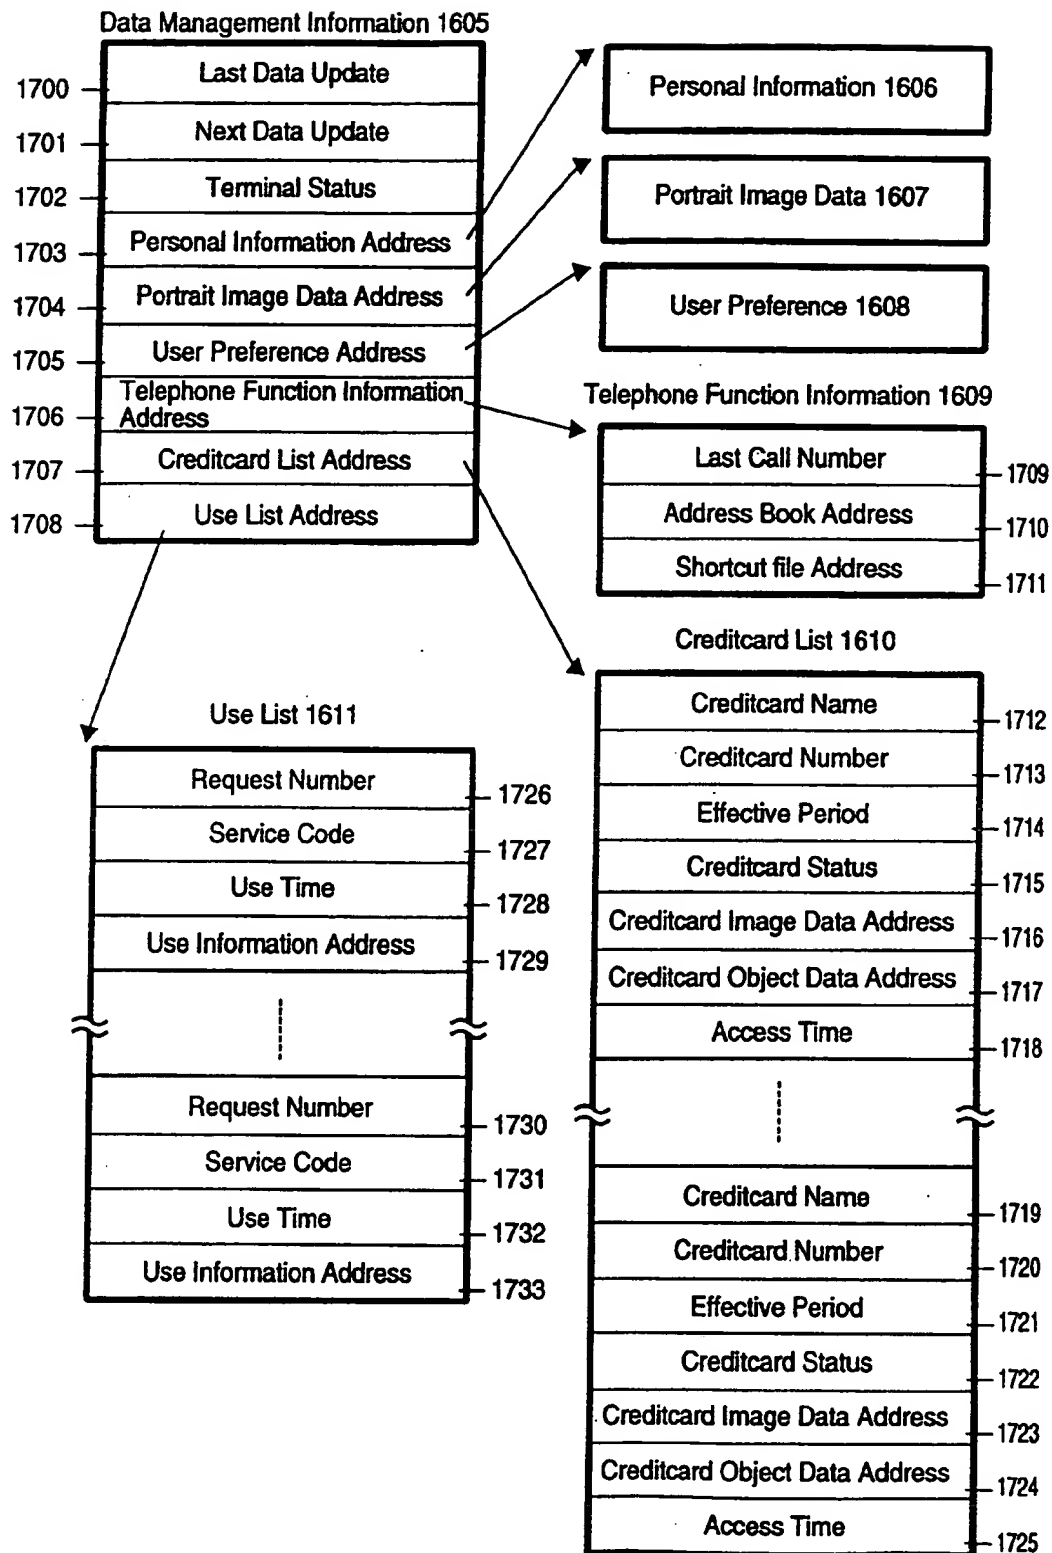 Data Management Information 1605
1700 Last Data Update
1701 Next Data Update
1702 Terminal Status
1703 Personal Information Address
1704 Portrait Image Data Address
1705 User Preference Address
1706 Telephone Function Information
Address
1707 Creditcard List Address
1708 Use List Address
Personal Information 1606
Portrait Image Data 1607
User Preference 1608
Telephone Function Information 1609
Last Call Number 1709
Address Book Address 1710
Shortcut file Address 1711
Creditcard List 1610
Creditcard Name 1712
Creditcard Number 1713
Effective Period 1714
Creditcard Status 1715
Creditcard Image Data Address 1716
Creditcard Object Data Address 1717
Access Time 1718
Creditcard Name 1719
Creditcard Number 1720
Effective Period 1721
Creditcard Status 1722
Creditcard Image Data Address 1723
Creditcard Object Data Address 1724
Access Time 1725
Use List 1611
Request Number 1726
Service Code 1727
Use Time 1728
Use Information Address 1729
Request Number 1730
Service Code 1731
Use Time 1732
Use Information Address 1733